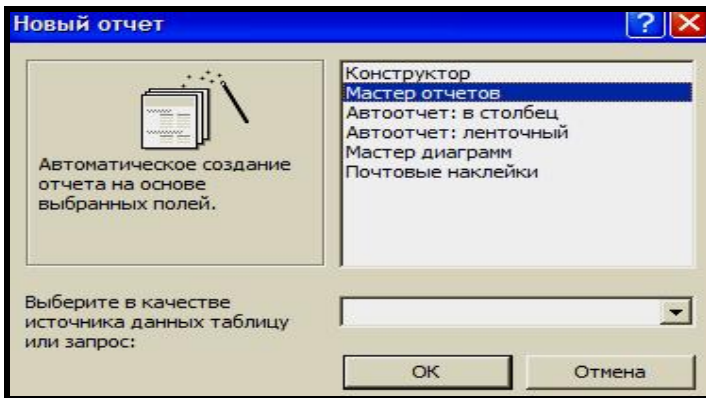 Новый отчет
Конструктор
Мастер отчетов
Автоотчет: в столбец
Автоотчет: ленточный
Мастер диаграмм
Почтовые наклейки
Автоматическое создание
отчета на основе
выбранных полей.
Выберите в качестве
источника данных таблицу
или запрос:
ОК
Отмена